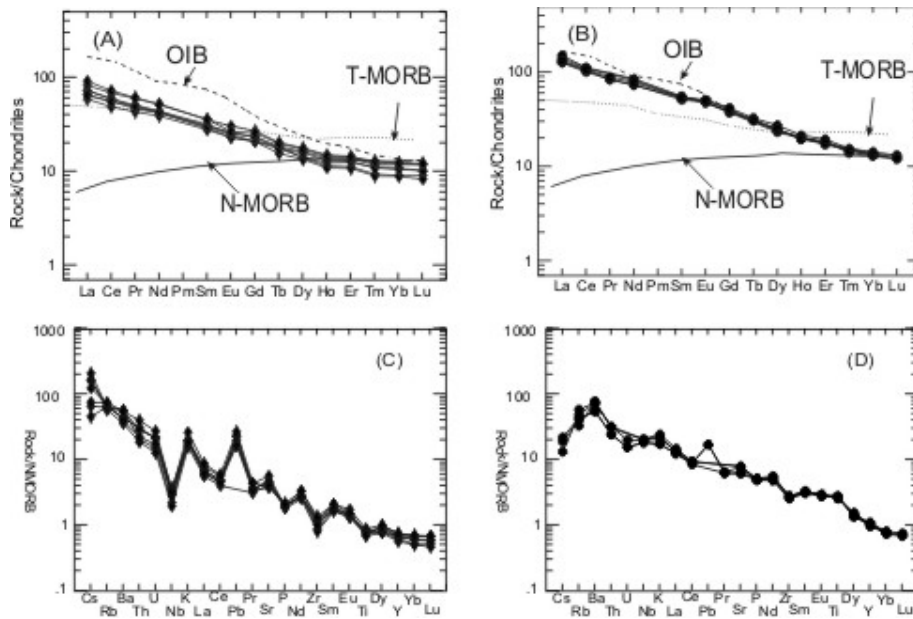 (A)
OIB
T-MORB
N-MORB
Rock/Chondrites
100
10
1
La Ce Pr Nd Pm Sm Eu Gd Tb Dy Ho Er Tm Yb Lu
(B)
OIB
T-MORB
N-MORB
Rock/Chondrites
100
10
1
La Ce Pr Nd Pm Sm Eu Gd Tb Dy Ho Er Tm Yb Lu
(C)
Rock/NMORB
1000
100
10
1
.1
Cs Ba U K Ce Pr P Zr Eu Dy Yb
Rb Th Nb La Pb Sr Nd Sm Ti Y Lu
(D)
Rock/NMORB
1000
100
10
1
.1
Cs Ba U K Ce Pr P Zr Eu Dy Yb
Rb Th Nb La Pb Sr Nd Sm Ti Y Lu